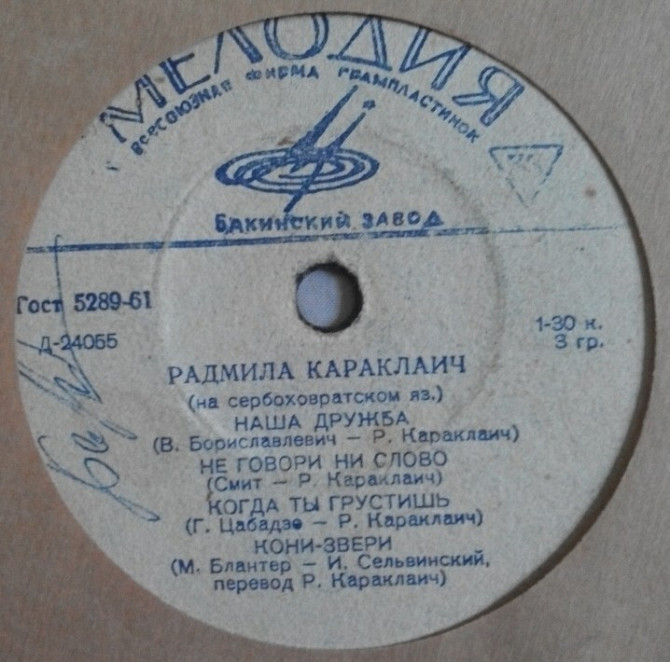 МЕЛОДИЯ
ВСЕСОЮЗНАЯ ФИРМА ГРАМПЛАСТИНОК
БАКИНСКИЙ ЗАВОД
Гост 5289-61
Д-24055
1-30 к.
3 гр.
РАДМИЛА КАРАКЛАИЧ
(на сербоховратском яз.)
НАША ДРУЖБА
(В. Бориславлевич – Р. Караклаич)
НЕ ГОВОРИ НИ СЛОВО
(Смит – Р. Караклаич)
КОГДА ТЫ ГРУСТИШЬ
(Г. Цабадзе – Р. Караклаич)
КОНИ-ЗВЕРИ
(М. Блантер – И. Сельвинский,
перевод Р. Караклаич)